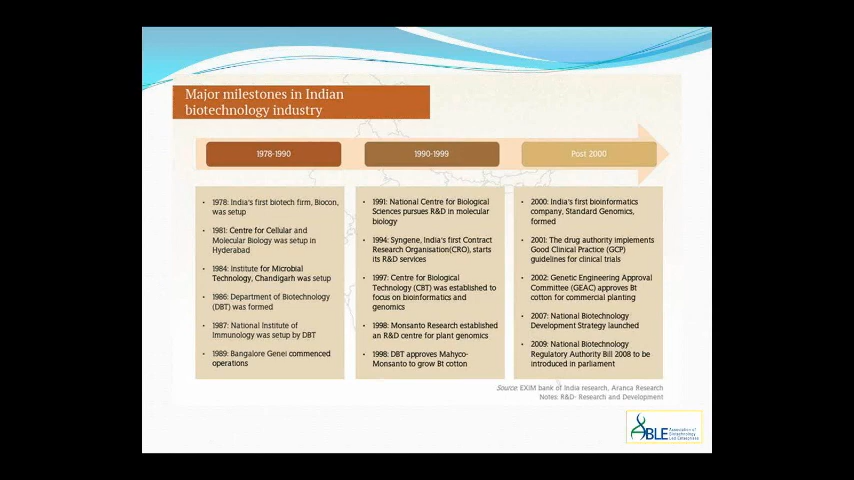 Major milestones in Indian
biotechnology industry
1978-1990
1990-1999
Post 2000
• 1978: India's first biotech firm, Biocon,
was setup
• 1981: Centre for Cellular and
Molecular Biology was setup in
Hyderabad
• 1984: Institute for Microbial
Technology, Chandigarh was setup
• 1986: Department of Biotechnology
(DBT) was formed
• 1987: National Institute of
Immunology was setup by DBT
• 1989: Bangalore Genei commenced
operations
• 1991: National Centre for Biological
Sciences pursues R&D in molecular
biology
• 1994: Syngene, India's first Contract
Research Organisation(CRO), starts
its R&D services
• 1997: Centre for Biological
Technology (CBT) was established to
focus on bioinformatics and
genomics
• 1998: Monsanto Research established
an R&D centre for plant genomics
• 1998: DBT approves Mahyco-
Monsanto to grow Bt cotton
• 2000: India's first bioinformatics
company, Standard Genomics,
formed
• 2001: The drug authority implements
Good Clinical Practice (GCP)
guidelines for clinical trials
• 2002: Genetic Engineering Approval
Committee (GEAC) approves Bt
cotton for commercial planting
• 2007: National Biotechnology
Development Strategy launched
• 2009: National Biotechnology
Regulatory Authority Bill 2008 to be
introduced in parliament
Source: EXIM bank of India research, Aranca Research
Notes: R&D- Research and Development
ABLE
Association of
Biotechnology
Led Enterprises